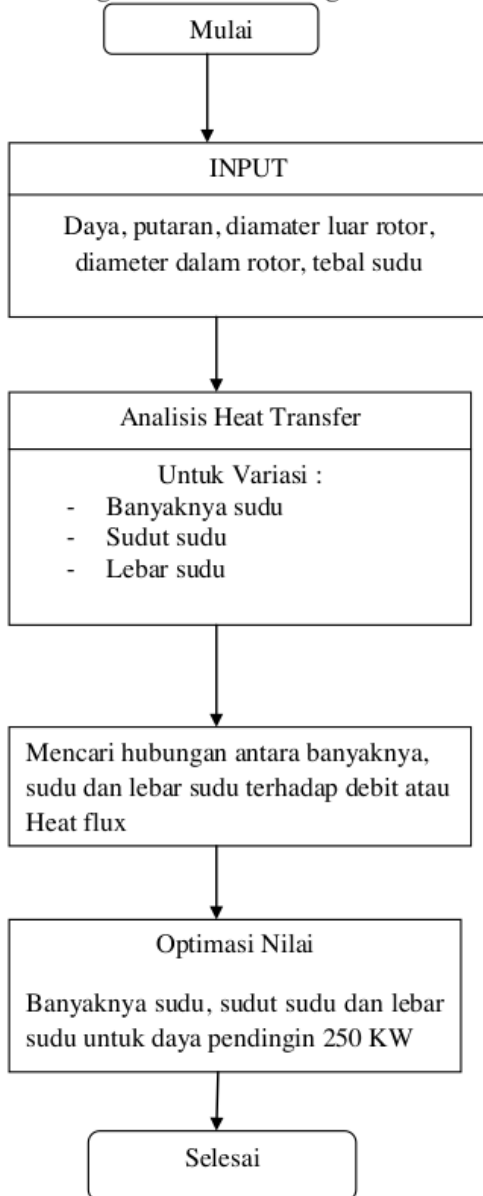 Mulai
INPUT
Daya, putaran, diamater luar rotor,
diameter dalam rotor, tebal sudu
Analisis Heat Transfer
Untuk Variasi :
- Banyaknya sudu
- Sudut sudu
- Lebar sudu
Mencari hubungan antara banyaknya,
sudu dan lebar sudu terhadap debit atau
Heat flux
Optimasi Nilai
Banyaknya sudu, sudut sudu dan lebar
sudu untuk daya pendingin 250 KW
Selesai